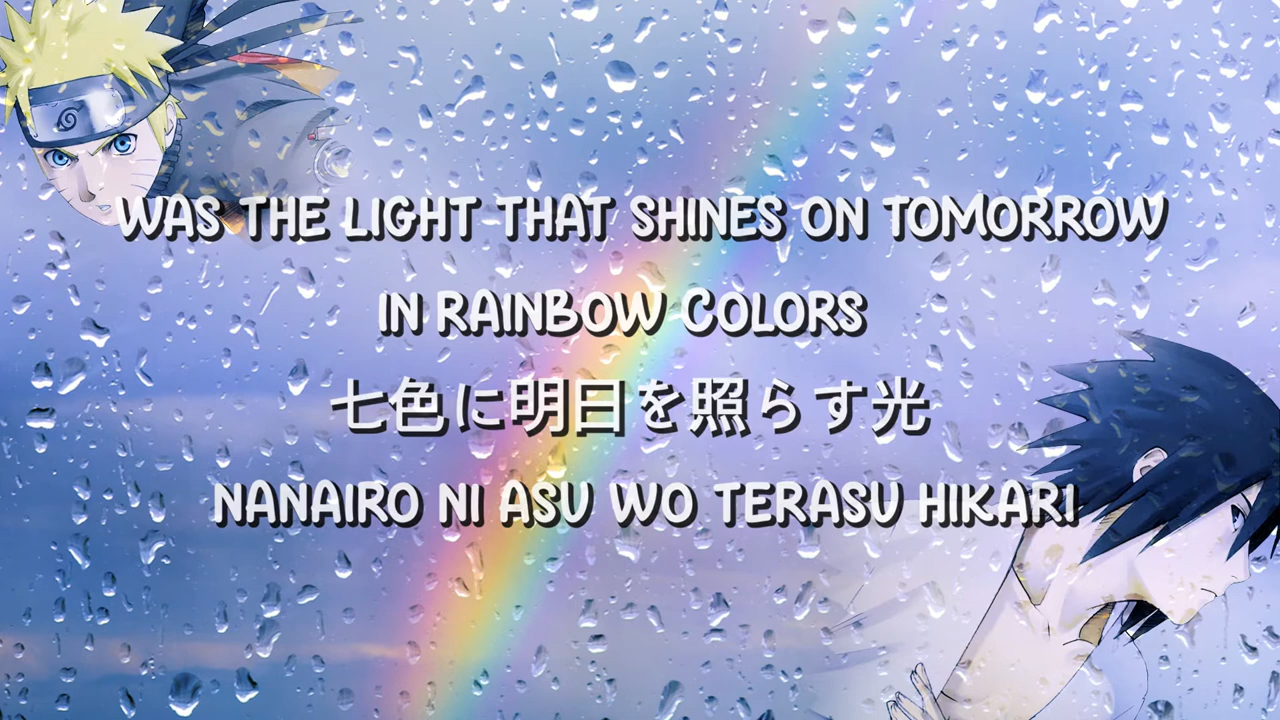 WAS THE LIGHT THAT SHINES ON TOMORROW
IN RAINBOW COLORS
七色に明日を照らす光
NANAIRO NI ASU WO TERASU HIKARI